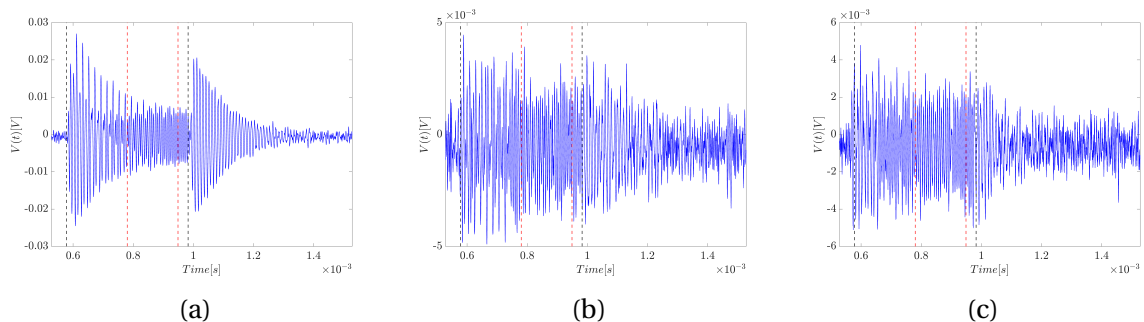 0.03
0.02
0.01
0
-0.01
-0.02
-0.03
V(t)[V]
0.6 0.8 1 1.2 1.4
Time[s]
×10⁻³
(a)
5 ×10⁻³
0
-5
V(t)[V]
0.6 0.8 1 1.2 1.4
Time[s]
×10⁻³
(b)
6 ×10⁻³
4
2
0
-2
-4
-6
V(t)[V]
0.6 0.8 1 1.2 1.4
Time[s]
×10⁻³
(c)